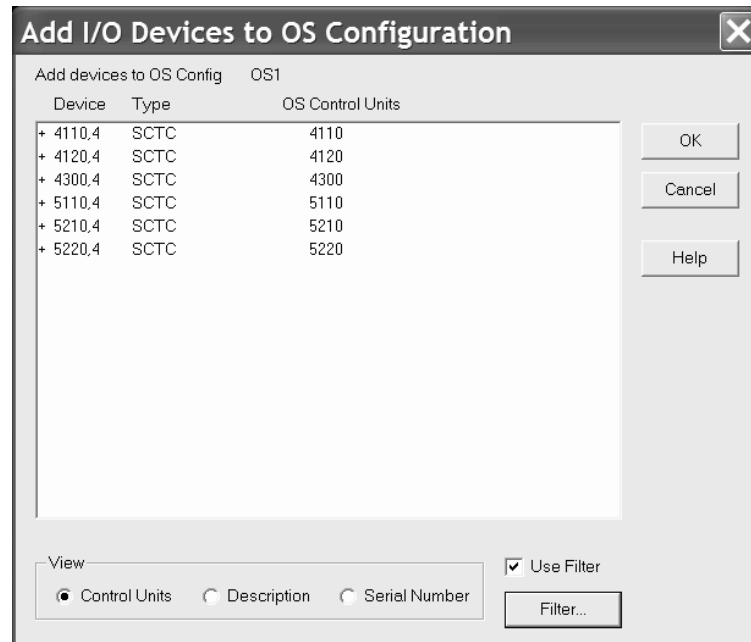 Add I/O Devices to OS Configuration
Add devices to OS Config OS1
Device Type OS Control Units
+ 4110,4 SCTC 4110
+ 4120,4 SCTC 4120
+ 4300,4 SCTC 4300
+ 5110,4 SCTC 5110
+ 5210,4 SCTC 5210
+ 5220,4 SCTC 5220
OK
Cancel
Help
View
Control Units Description Serial Number
Use Filter
Filter...